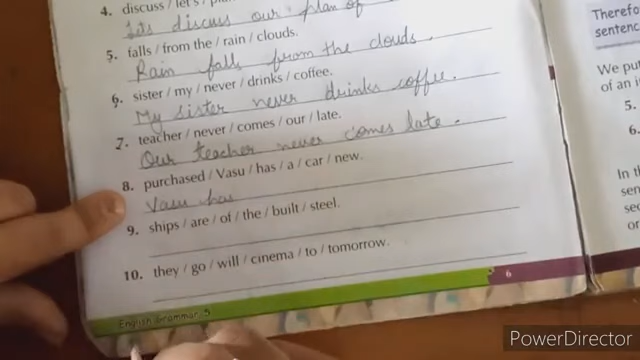 4. discuss / let's /
Lets discuss our plan of
5. falls / from the / rain / clouds.
Rain falls from the clouds.
6. sister / my / never / drinks / coffee.
My sister never drinks coffee.
7. teacher / never / comes / our / late.
Our teacher never comes late.
8. purchased / Vasu / has / a / car / new.
Vasu has
9. ships / are / of / the / built / steel.
10. they / go / will / cinema / to / tomorrow.
6
English Grammar-5
Therefo
sentenc
We put
of an i
5.
6.
In th
sen
sec
or
PowerDirector